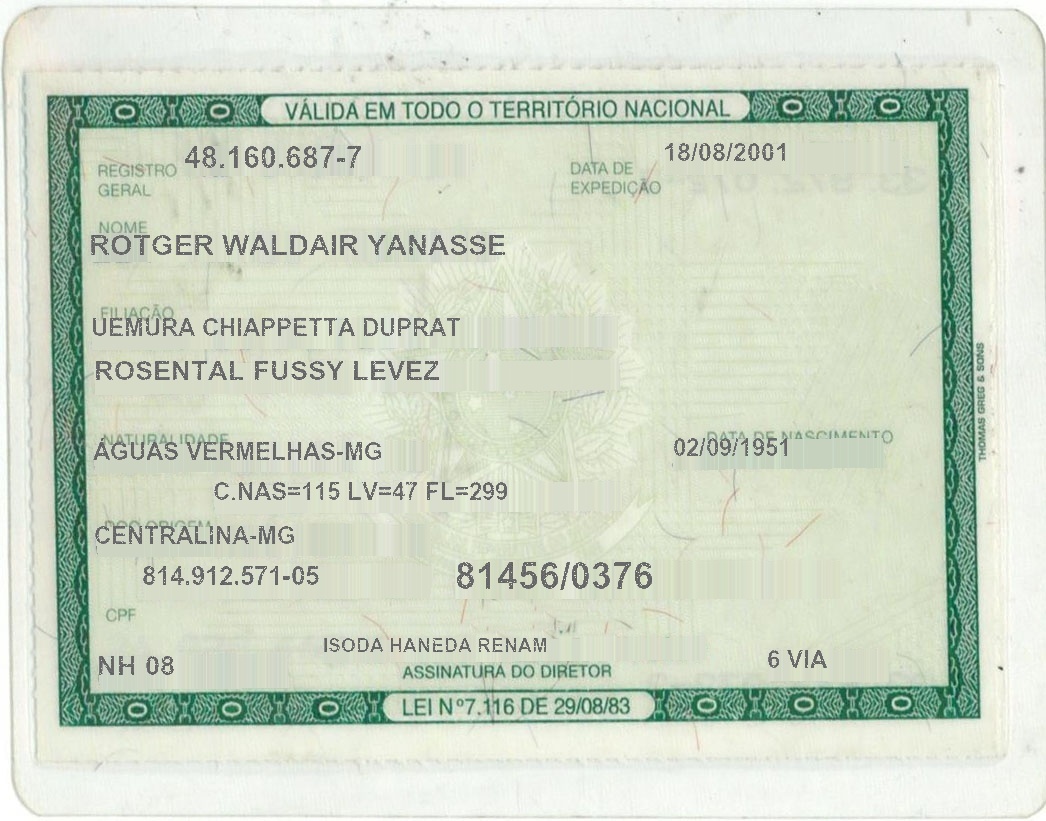 VÁLIDA EM TODO O TERRITÓRIO NACIONAL
REGISTRO GERAL 48.160.687-7
DATA DE EXPEDIÇÃO 18/08/2001
NOME
ROTGER WALDAIR YANASSE
FILIAÇÃO
UEMURA CHIAPPETTA DUPRAT
ROSENTAL FUSSY LEVEZ
NATURALIDADE DATA DE NASCIMENTO
ÁGUAS VERMELHAS-MG 02/09/1951
C.NAS=115 LV=47 FL=299
DOC ORIGEM
CENTRALINA-MG
814.912.571-05 81456/0376
CPF
ISODA HANEDA RENAM
NH 08 6 VIA
ASSINATURA DO DIRETOR
LEI Nº7.116 DE 29/08/83
THOMAS GREG & SONS